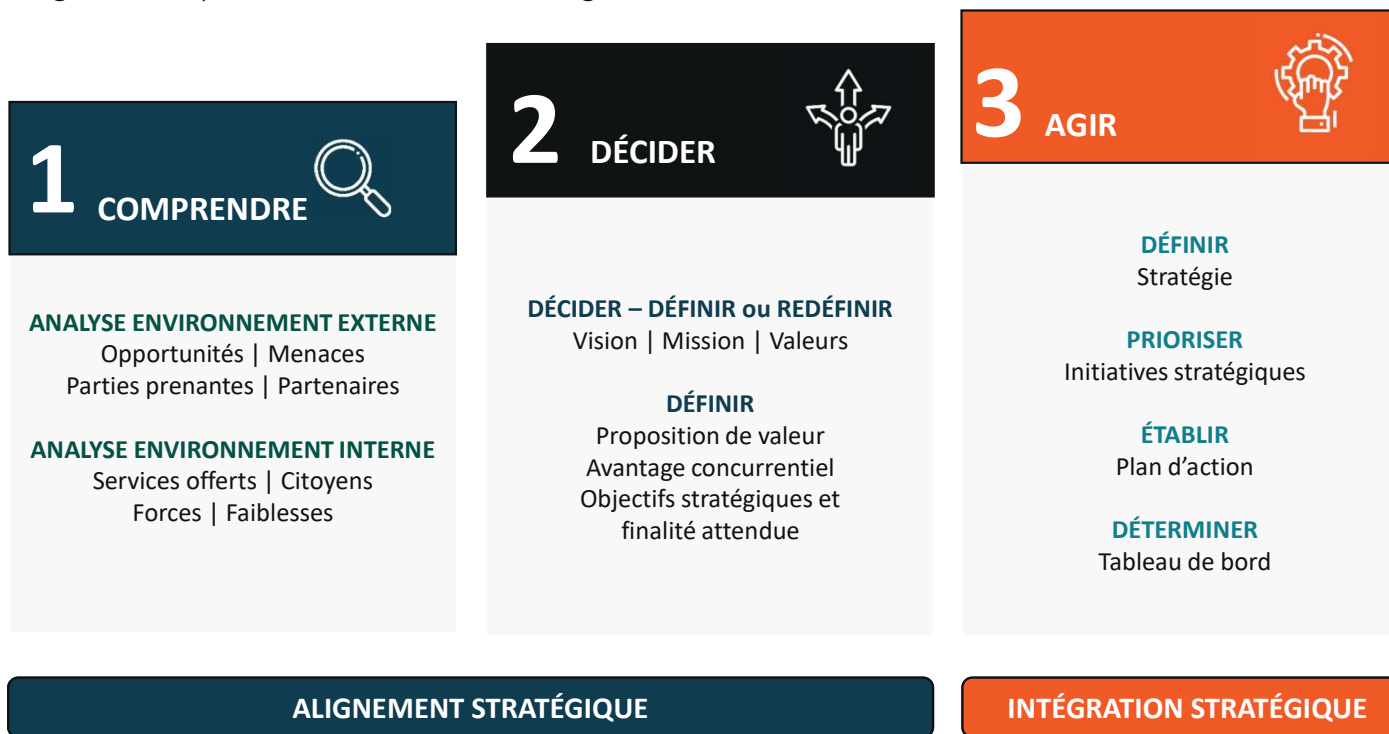 1 COMPRENDRE
ANALYSE ENVIRONNEMENT EXTERNE
Opportunités | Menaces
Parties prenantes | Partenaires
ANALYSE ENVIRONNEMENT INTERNE
Services offerts | Citoyens
Forces | Faiblesses
2 DÉCIDER
DÉCIDER – DÉFINIR ou REDÉFINIR
Vision | Mission | Valeurs
DÉFINIR
Proposition de valeur
Avantage concurrentiel
Objectifs stratégiques et
finalité attendue
3 AGIR
DÉFINIR
Stratégie
PRIORISER
Initiatives stratégiques
ÉTABLIR
Plan d’action
DÉTERMINER
Tableau de bord
ALIGNEMENT STRATÉGIQUE
INTÉGRATION STRATÉGIQUE